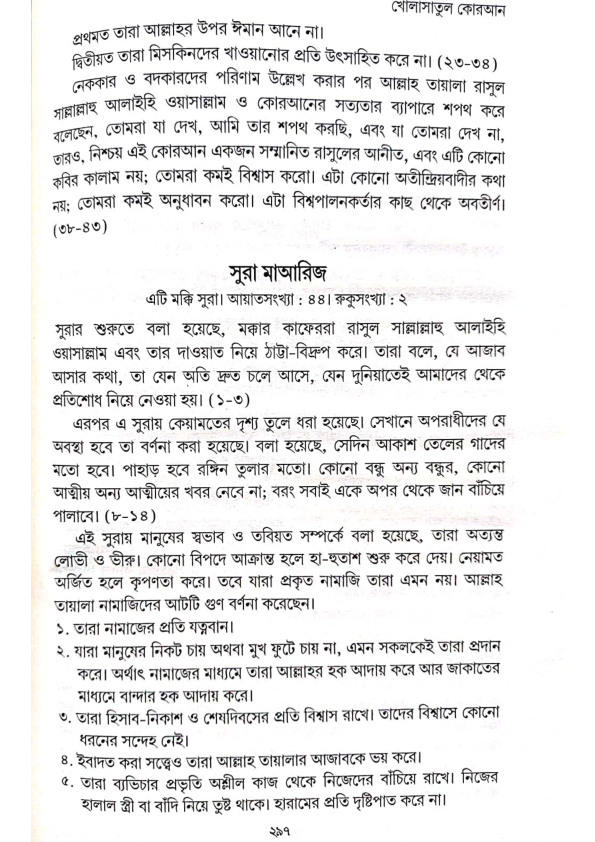 খোলাসাতুল কোরআন
প্রথমত তারা আল্লাহর উপর ঈমান আনে না।
দ্বিতীয়ত তারা মিসকিনদের খাওয়ানোর প্রতি উৎসাহিত করে না। (২৩-৩৪)
নেককার ও বদকারদের পরিণাম উল্লেখ করার পর আল্লাহ তায়ালা রাসুল
সাল্লাল্লাহু আলাইহি ওয়াসাল্লাম ও কোরআনের সত্যতার ব্যাপারে শপথ করে
বলেছেন, তোমরা যা দেখ, আমি তার শপথ করছি, এবং যা তোমরা দেখ না,
তারও, নিশ্চয় এই কোরআন একজন সম্মানিত রাসুলের আনীত, এবং এটি কোনো
কবির কালাম নয়; তোমরা কমই বিশ্বাস করো। এটা কোনো অতীন্দ্রিয়বাদীর কথা
নয়; তোমরা কমই অনুধাবন করো। এটা বিশ্বপালনকর্তার কাছ থেকে অবতীর্ণ।
(৩৮-৪৩)
সুরা মাআরিজ
এটি মক্কি সুরা। আয়াতসংখ্যা : ৪৪। রুকুসংখ্যা : ২
সুরার শুরুতে বলা হয়েছে, মক্কার কাফেররা রাসুল সাল্লাল্লাহু আলাইহি
ওয়াসাল্লাম এবং তার দাওয়াত নিয়ে ঠাট্টা-বিদ্রুপ করে। তারা বলে, যে আজাব
আসার কথা, তা যেন অতি দ্রুত চলে আসে, যেন দুনিয়াতেই আমাদের থেকে
প্রতিশোধ নিয়ে নেওয়া হয়। (১-৩)
এরপর এ সুরায় কেয়ামতের দৃশ্য তুলে ধরা হয়েছে। সেখানে অপরাধীদের যে
অবস্থা হবে তা বর্ণনা করা হয়েছে। বলা হয়েছে, সেদিন আকাশ তেলের গাদের
মতো হবে। পাহাড় হবে রঙ্গিন তুলার মতো। কোনো বন্ধু অন্য বন্ধুর, কোনো
আত্মীয় অন্য আত্মীয়ের খবর নেবে না; বরং সবাই একে অপর থেকে জান বাঁচিয়ে
পালাবে। (৮-১৪)
এই সুরায় মানুষের স্বভাব ও তবিয়ত সম্পর্কে বলা হয়েছে, তারা অত্যন্ত
লোভী ও ভীরু। কোনো বিপদে আক্রান্ত হলে হা-হুতাশ শুরু করে দেয়। নেয়ামত
অর্জিত হলে কৃপণতা করে। তবে যারা প্রকৃত নামাজি তারা এমন নয়। আল্লাহ
তায়ালা নামাজিদের আটটি গুণ বর্ণনা করেছেন।
১. তারা নামাজের প্রতি যত্নবান।
২. যারা মানুষের নিকট চায় অথবা মুখ ফুটে চায় না, এমন সকলকেই তারা প্রদান
করে। অর্থাৎ নামাজের মাধ্যমে তারা আল্লাহর হক আদায় করে আর জাকাতের
মাধ্যমে বান্দার হক আদায় করে।
৩. তারা হিসাব-নিকাশ ও শেষদিবসের প্রতি বিশ্বাস রাখে। তাদের বিশ্বাসে কোনো
ধরনের সন্দেহ নেই।
৪. ইবাদত করা সত্ত্বেও তারা আল্লাহ তায়ালার আজাবকে ভয় করে।
৫. তারা ব্যভিচার প্রভৃতি অশ্লীল কাজ থেকে নিজেদের বাঁচিয়ে রাখে। নিজের
হালাল স্ত্রী বা বাঁদি নিয়ে তুষ্ট থাকে। হারামের প্রতি দৃষ্টিপাত করে না।
২৯৭